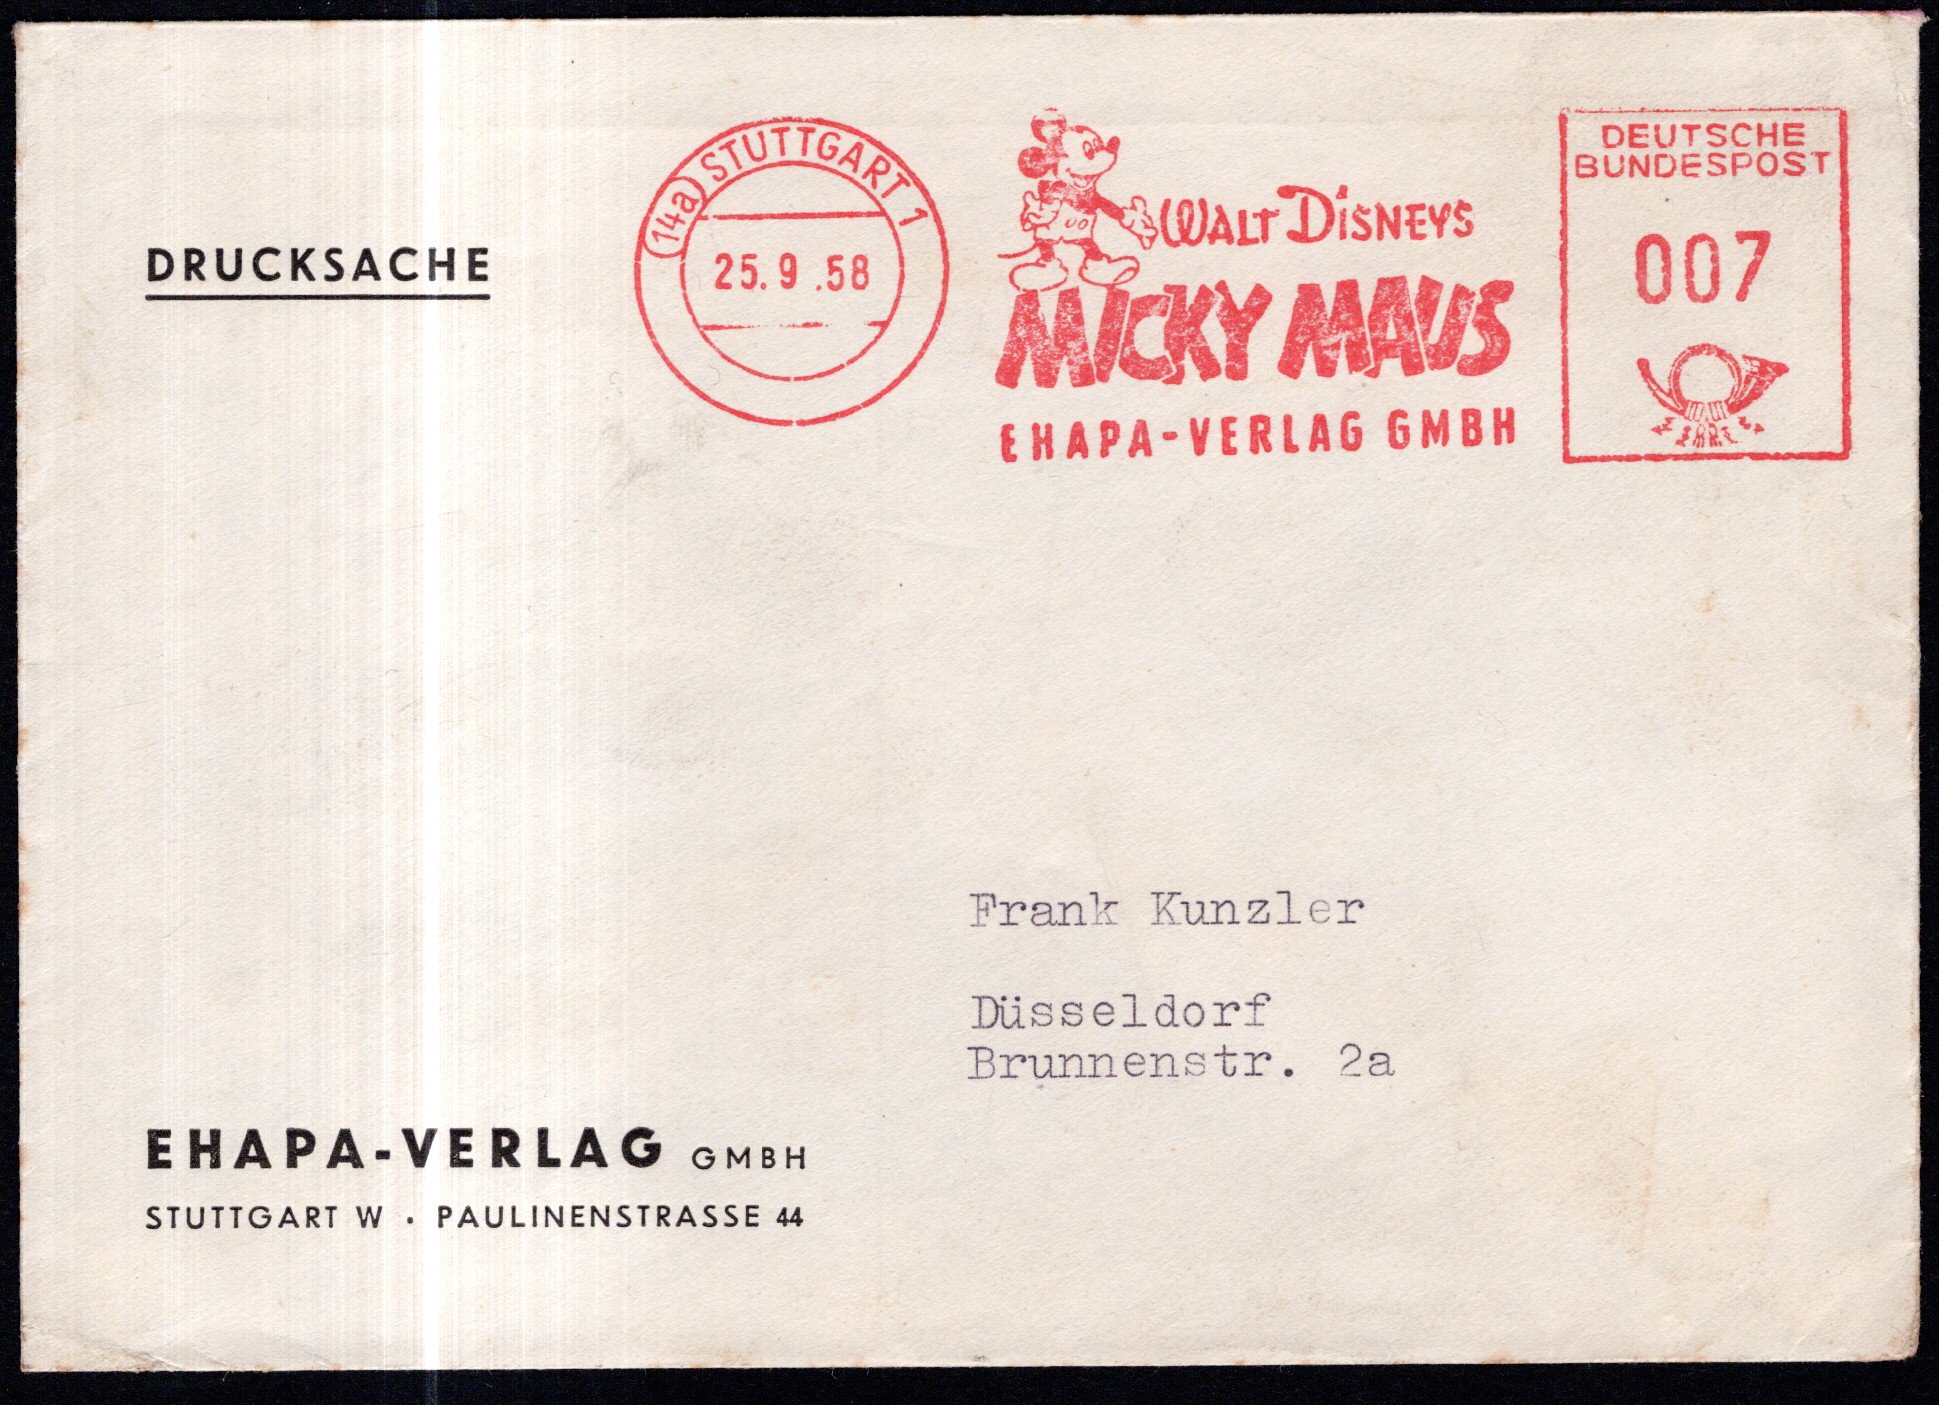 DRUCKSACHE
(14a) STUTTGART 1
25. 9 .58
WALT DISNEYS
MICKY MAUS
EHAPA-VERLAG GMBH
DEUTSCHE
BUNDESPOST
007
Frank Kunzler
Düsseldorf
Brunnenstr. 2a
EHAPA-VERLAG GMBH
STUTTGART W · PAULINENSTRASSE 44